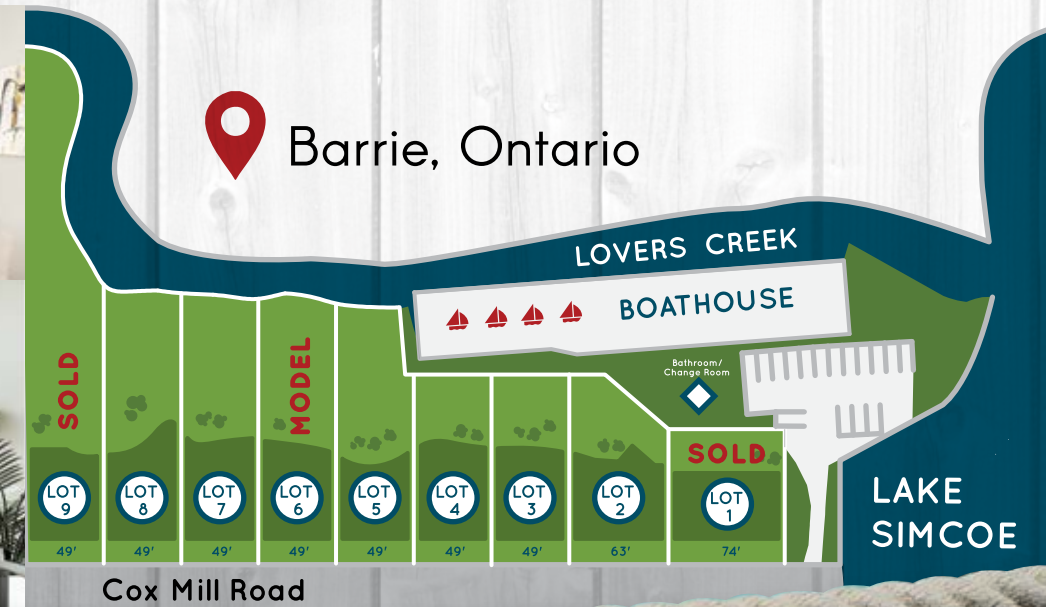 Barrie, Ontario
LOVERS CREEK
BOATHOUSE
Bathroom/
Change Room
SOLD
MODEL
SOLD
LOT
9
LOT
8
LOT
7
LOT
6
LOT
5
LOT
4
LOT
3
LOT
2
LOT
1
LAKE
SIMCOE
49' 49' 49' 49' 49' 49' 49' 63' 74'
Cox Mill Road